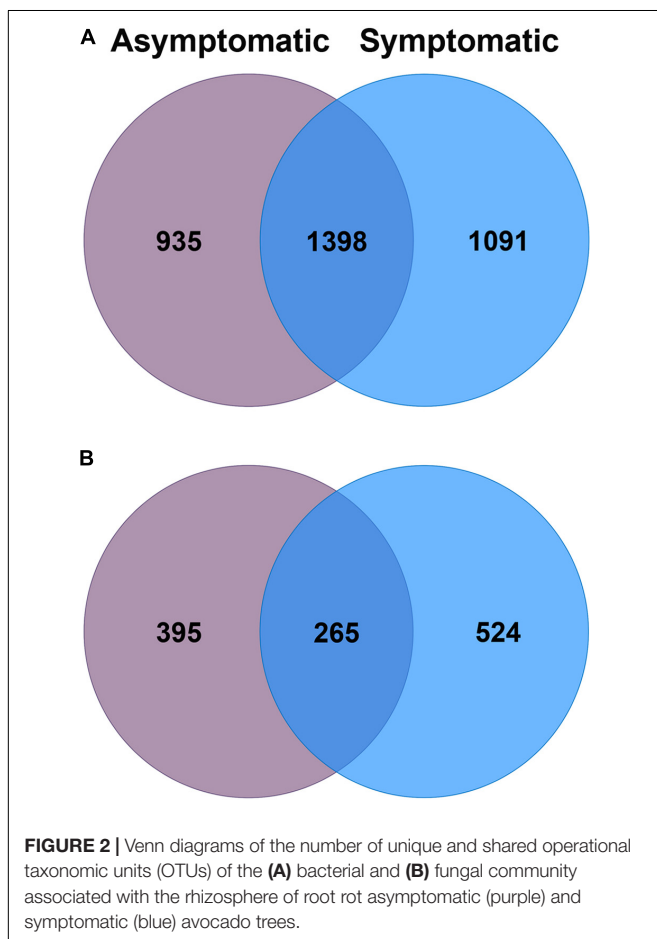 A Asymptomatic Symptomatic
935 1398 1091
B
395 265 524
FIGURE 2 | Venn diagrams of the number of unique and shared operational
taxonomic units (OTUs) of the (A) bacterial and (B) fungal community
associated with the rhizosphere of root rot asymptomatic (purple) and
symptomatic (blue) avocado trees.